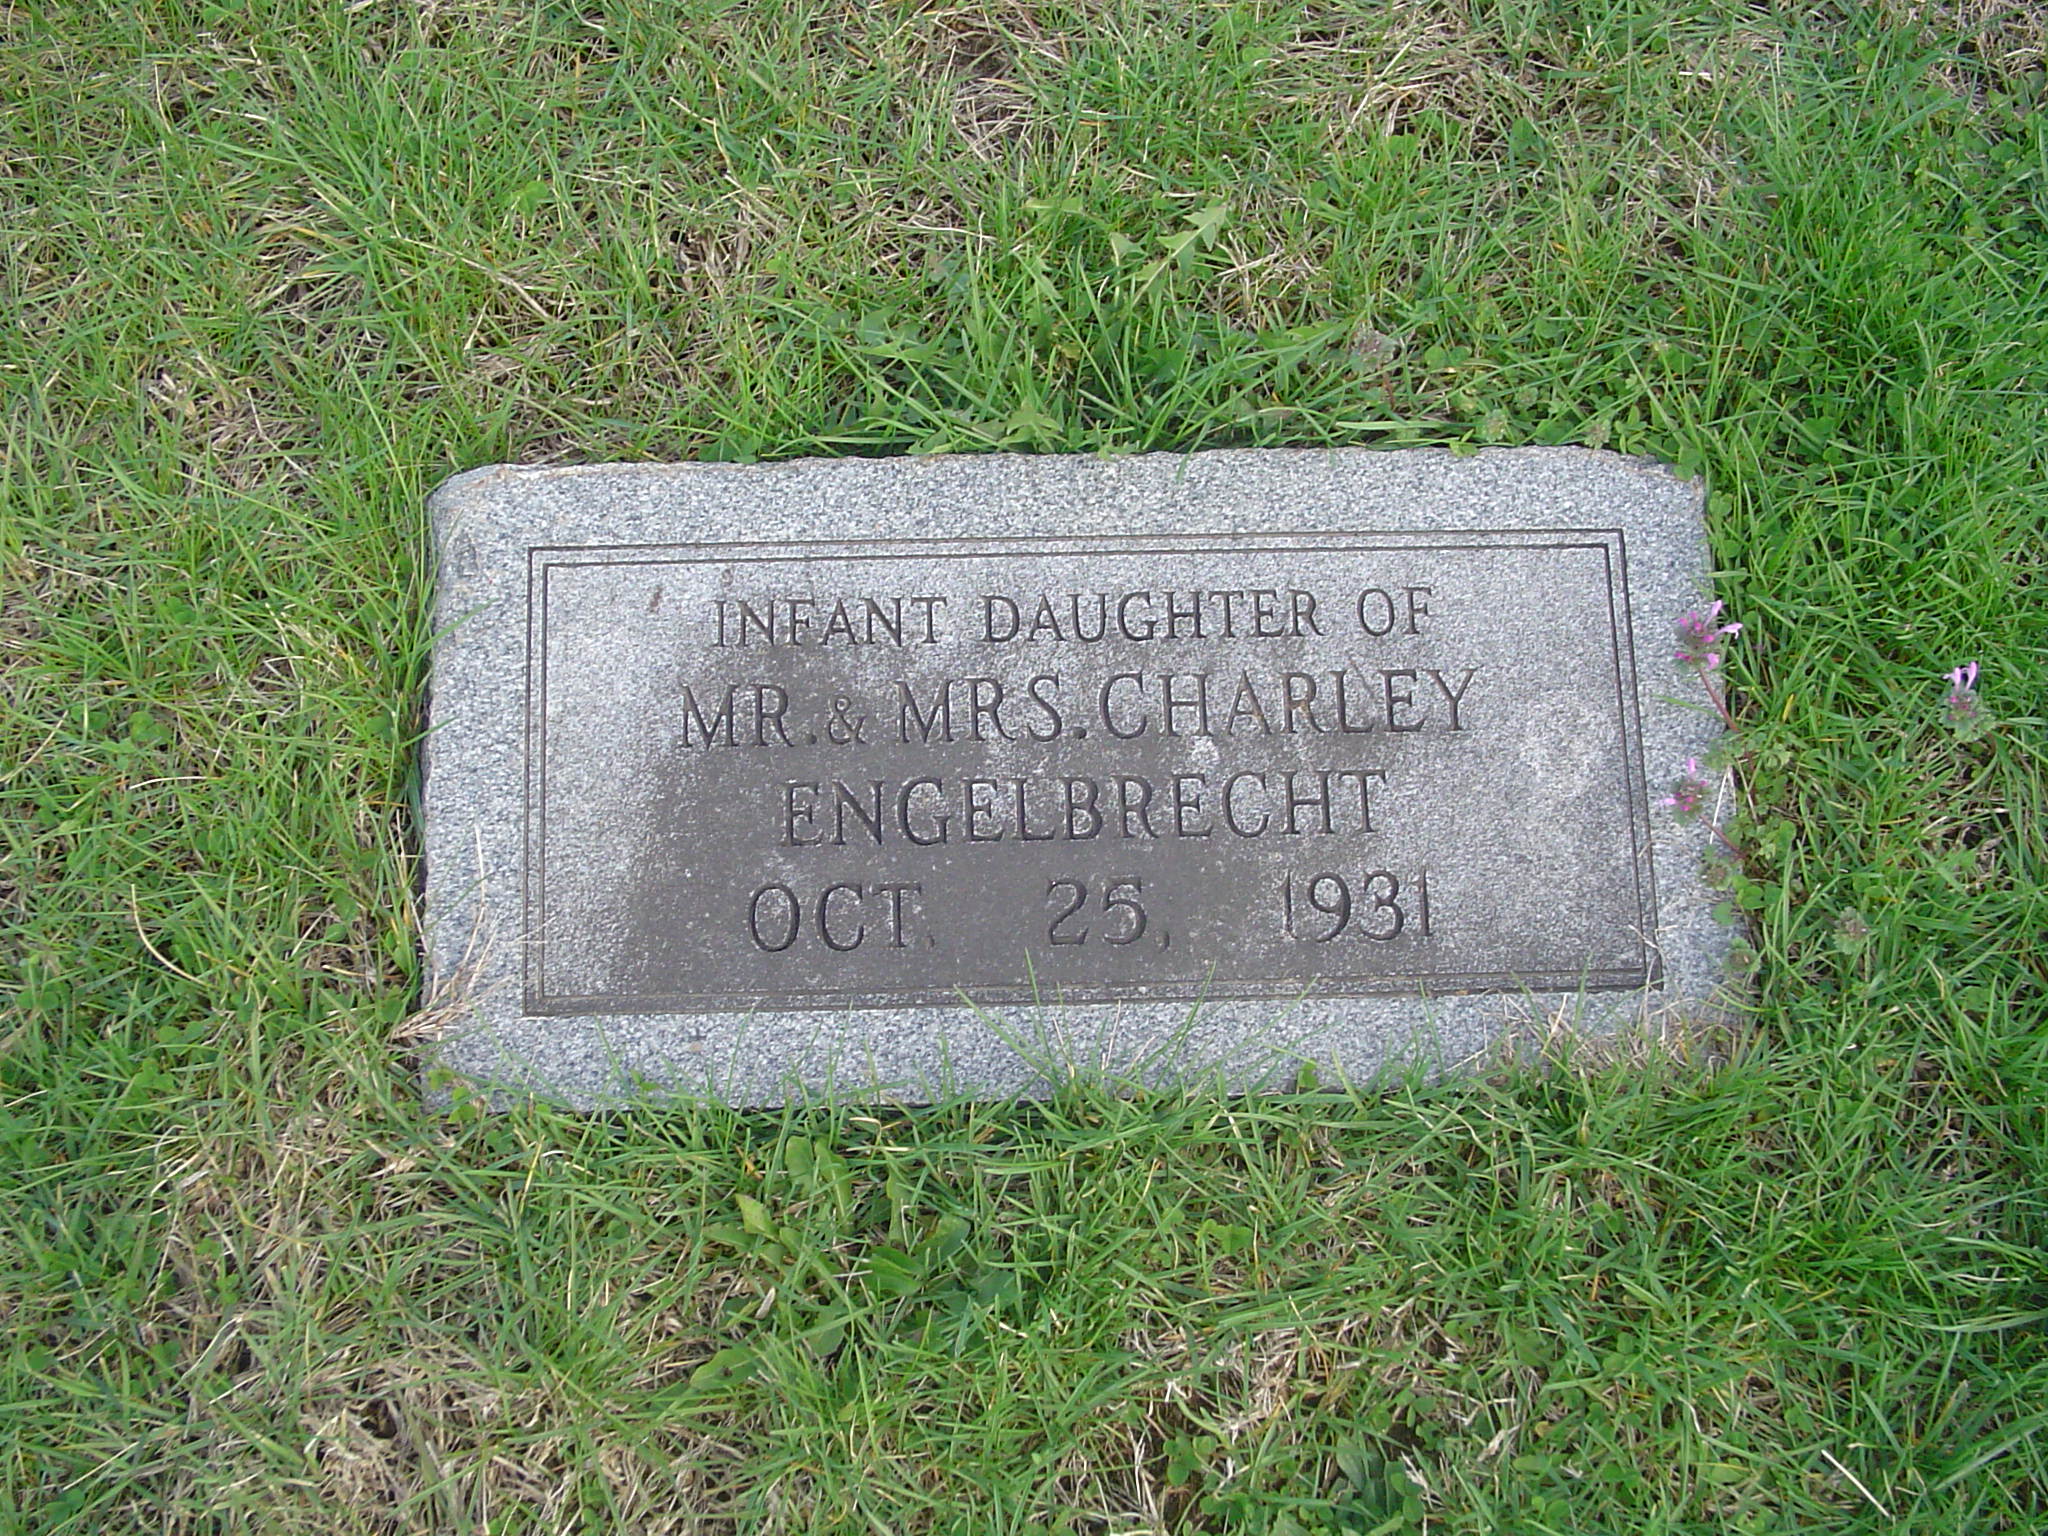 INFANT DAUGHTER OF
MR. & MRS. CHARLEY
ENGELBRECHT
OCT. 25, 1931